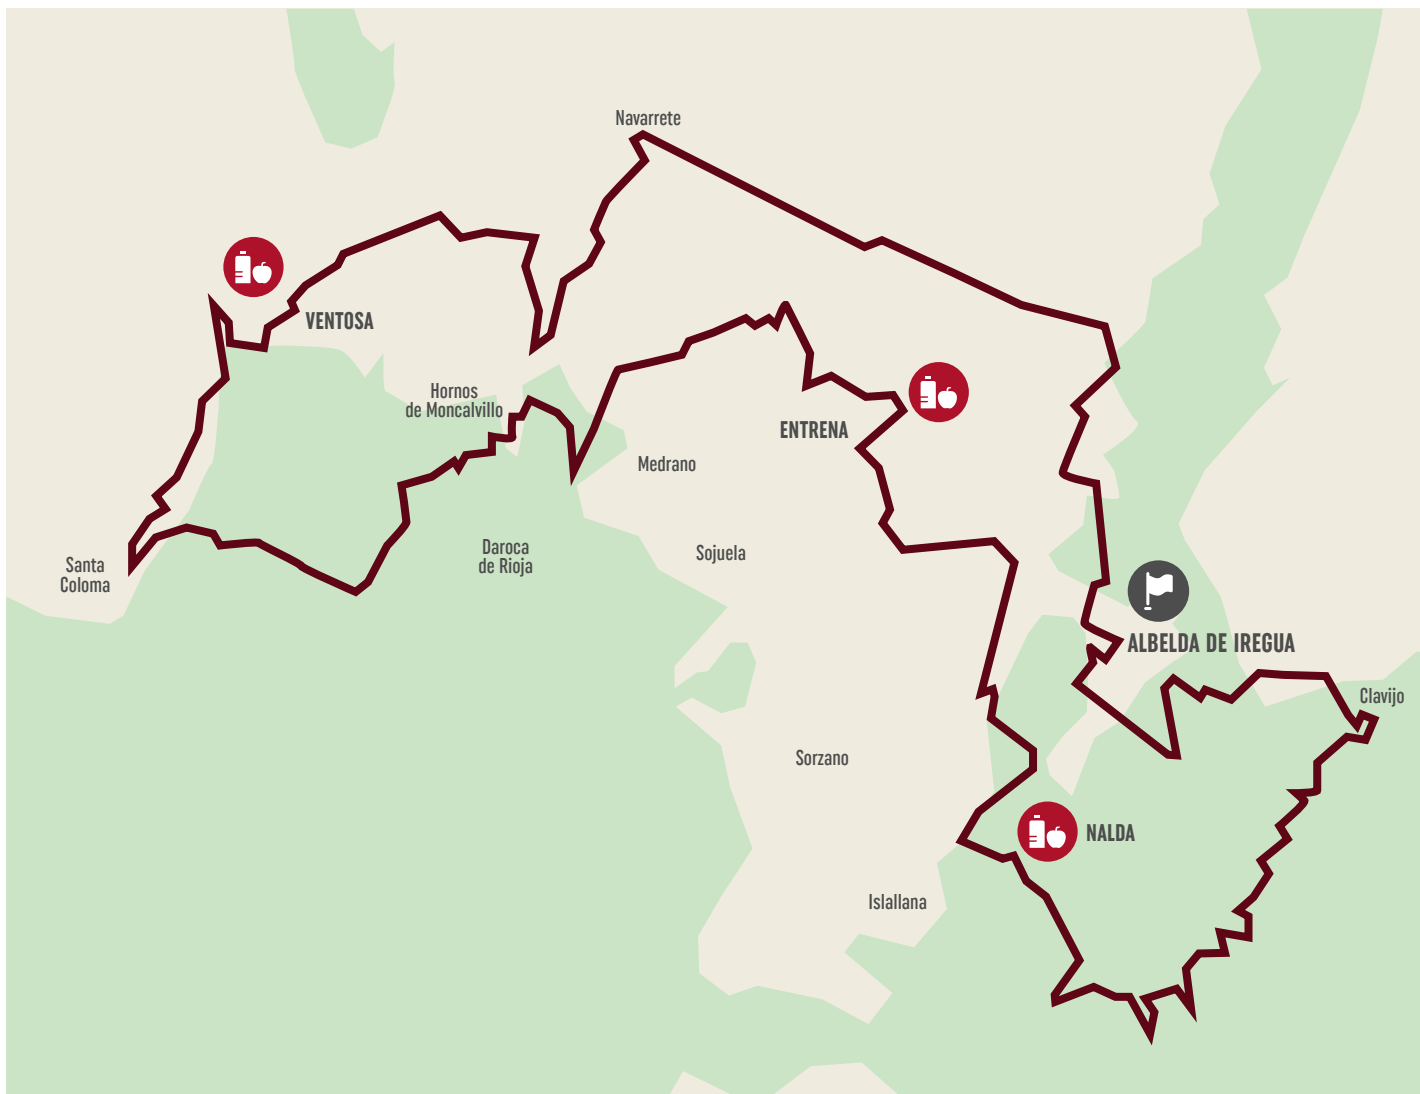 Navarrete
VENTOSA
Hornos
de Moncalvillo
ENTRENA
Medrano
Daroca
de Rioja
Sojuela
Santa
Coloma
ALBELDA DE IREGUA
Clavijo
Sorzano
NALDA
Islallana